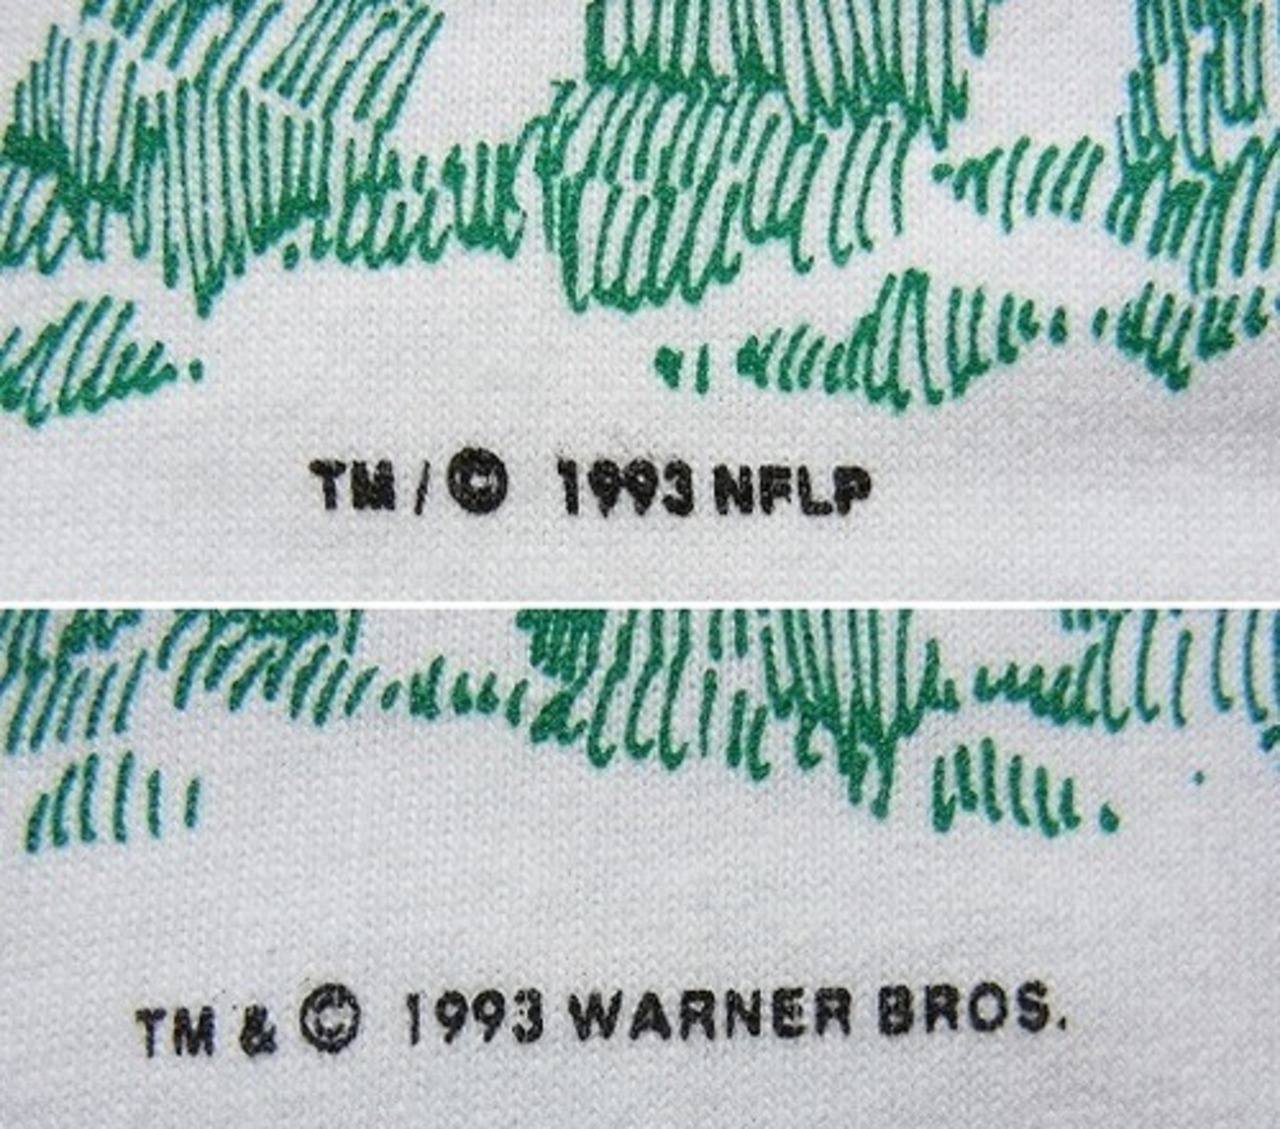 TM/© 1993 NFLP
TM & © 1993 WARNER BROS.